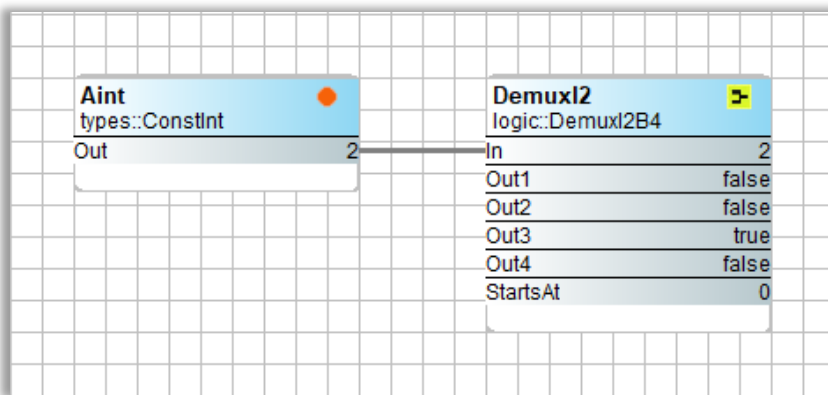 Aint
types::ConstInt
Out 2
DemuxI2
logic::DemuxI2B4
In 2
Out1 false
Out2 false
Out3 true
Out4 false
StartsAt 0